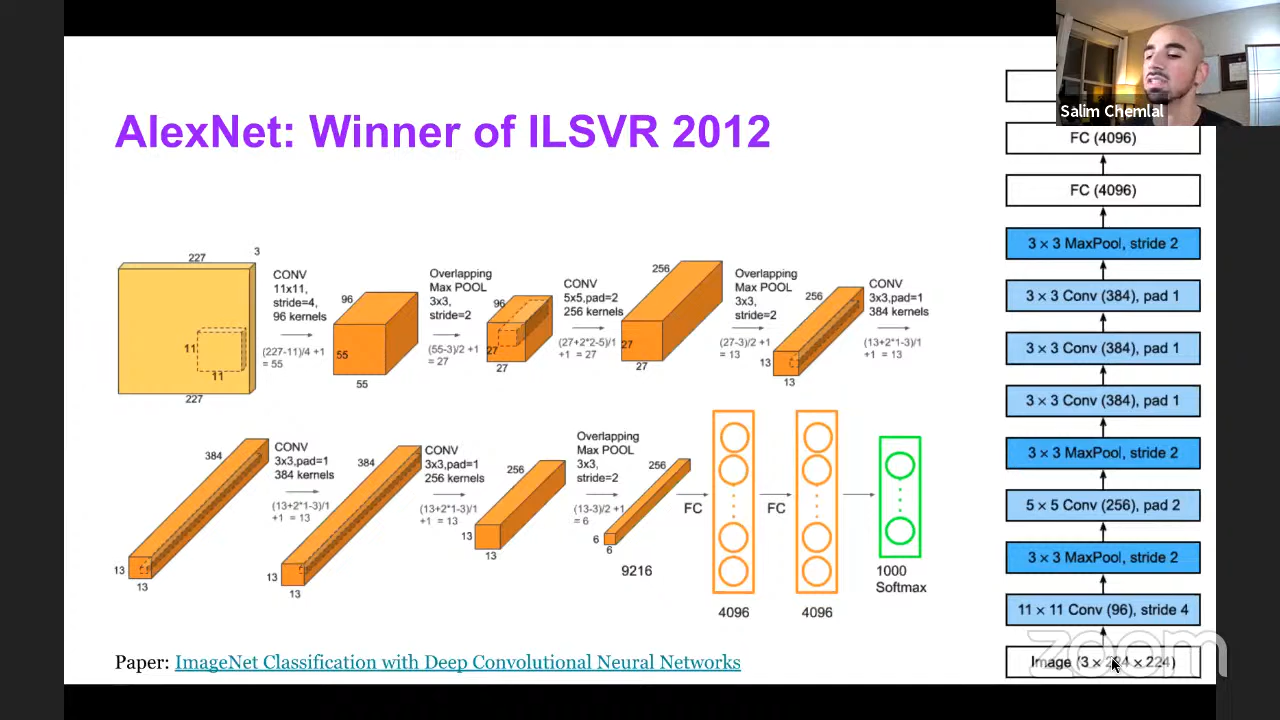 Salim Chemlal
AlexNet: Winner of ILSVR 2012
227
3
CONV
11x11,
stride=4,
96 kernels
(227-11)/4 +1
= 55
11
11
227
96
55
55
Overlapping
Max POOL
3x3,
stride=2
(55-3)/2 +1
= 27
96
27
27
CONV
5x5,pad=2
256 kernels
(27+2*2-5)/1
+1 = 27
256
27
27
Overlapping
Max POOL
3x3,
stride=2
(27-3)/2 +1
= 13
256
13
13
CONV
3x3,pad=1
384 kernels
(13+2*1-3)/1
+1 = 13
384
13
13
CONV
3x3,pad=1
384 kernels
(13+2*1-3)/1
+1 = 13
384
13
13
CONV
3x3,pad=1
256 kernels
(13+2*1-3)/1
+1 = 13
256
13
13
Overlapping
Max POOL
3x3,
stride=2
(13-3)/2 +1
= 6
256
6
6
9216
FC
4096
FC
4096
1000
Softmax
Paper: ImageNet Classification with Deep Convolutional Neural Networks
FC (4096)
FC (4096)
3 × 3 MaxPool, stride 2
3 × 3 Conv (384), pad 1
3 × 3 Conv (384), pad 1
3 × 3 Conv (384), pad 1
3 × 3 MaxPool, stride 2
5 × 5 Conv (256), pad 2
3 × 3 MaxPool, stride 2
11 × 11 Conv (96), stride 4
Image (3 × 224 × 224)
zoom